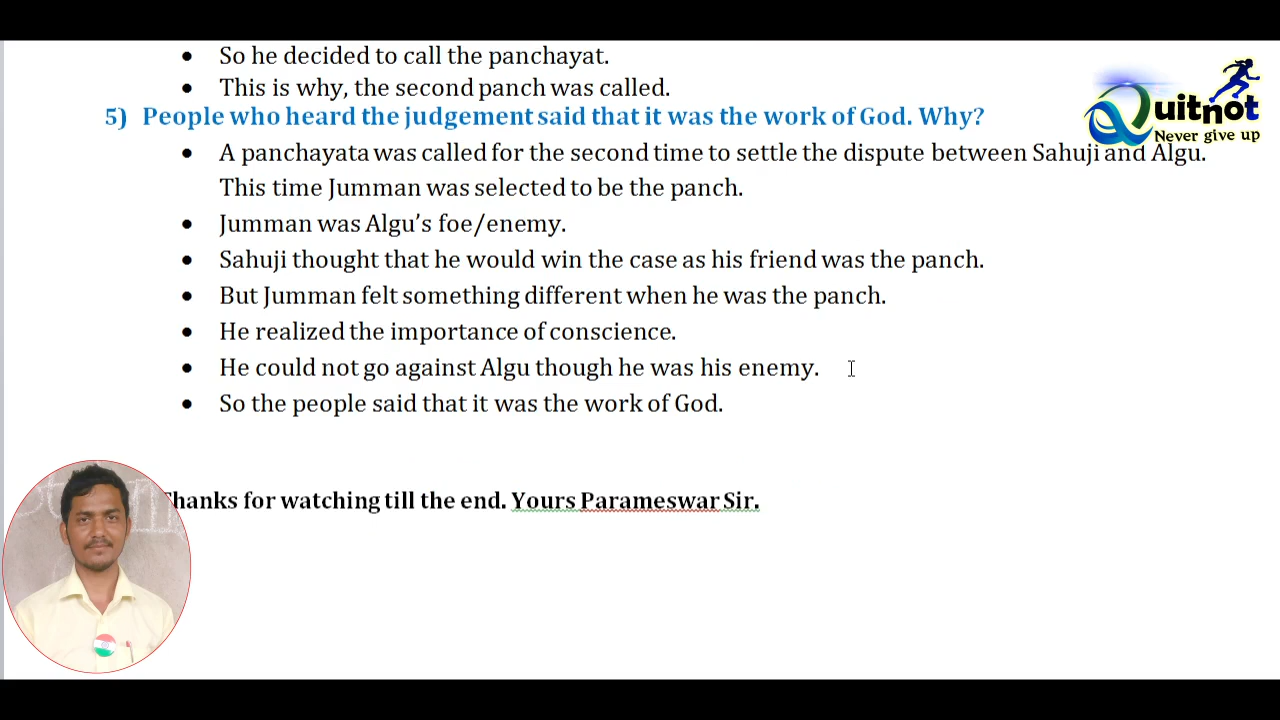 • So he decided to call the panchayat.
• This is why, the second panch was called.
5) People who heard the judgement said that it was the work of God. Why?
Quitnot
Never give up
• A panchayata was called for the second time to settle the dispute between Sahuji and Algu.
This time Jumman was selected to be the panch.
• Jumman was Algu's foe/enemy.
• Sahuji thought that he would win the case as his friend was the panch.
• But Jumman felt something different when he was the panch.
• He realized the importance of conscience.
• He could not go against Algu though he was his enemy.
• So the people said that it was the work of God.
Thanks for watching till the end. Yours Parameswar Sir.